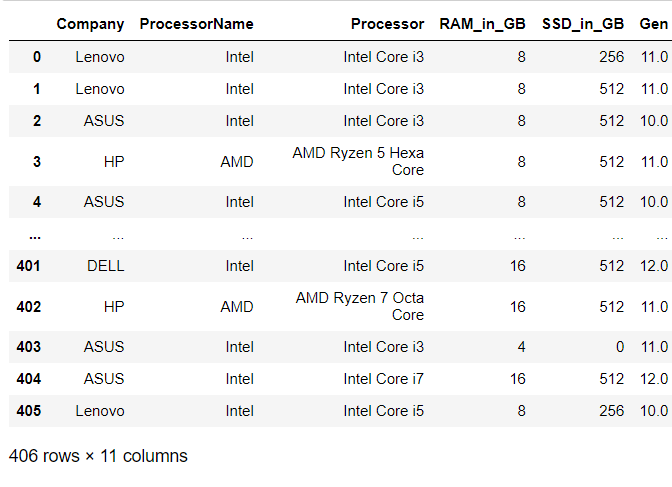 Company ProcessorName Processor RAM_in_GB SSD_in_GB Gen
0 Lenovo Intel Intel Core i3 8 256 11.0
1 Lenovo Intel Intel Core i3 8 512 11.0
2 ASUS Intel Intel Core i3 8 512 10.0
3 HP AMD AMD Ryzen 5 Hexa 8 512 11.0
Core
4 ASUS Intel Intel Core i5 8 512 10.0
... ... ... ... ... ... ...
401 DELL Intel Intel Core i5 16 512 12.0
402 HP AMD AMD Ryzen 7 Octa 16 512 11.0
Core
403 ASUS Intel Intel Core i3 4 0 11.0
404 ASUS Intel Intel Core i7 16 512 12.0
405 Lenovo Intel Intel Core i5 8 256 10.0
406 rows × 11 columns